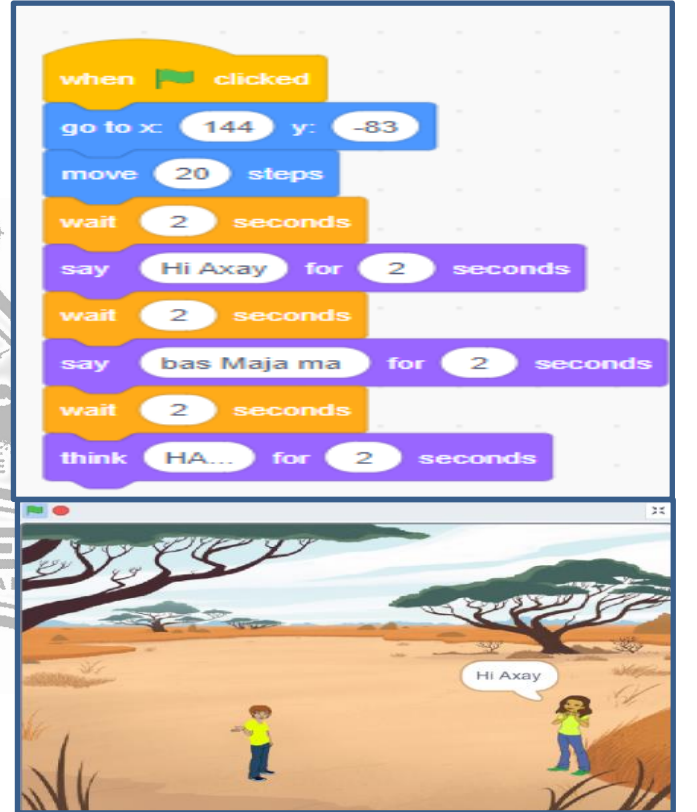 when clicked
go to x: 144 y: -83
move 20 steps
wait 2 seconds
say Hi Axay for 2 seconds
wait 2 seconds
say bas Maja ma for 2 seconds
wait 2 seconds
think HA... for 2 seconds
Hi Axay